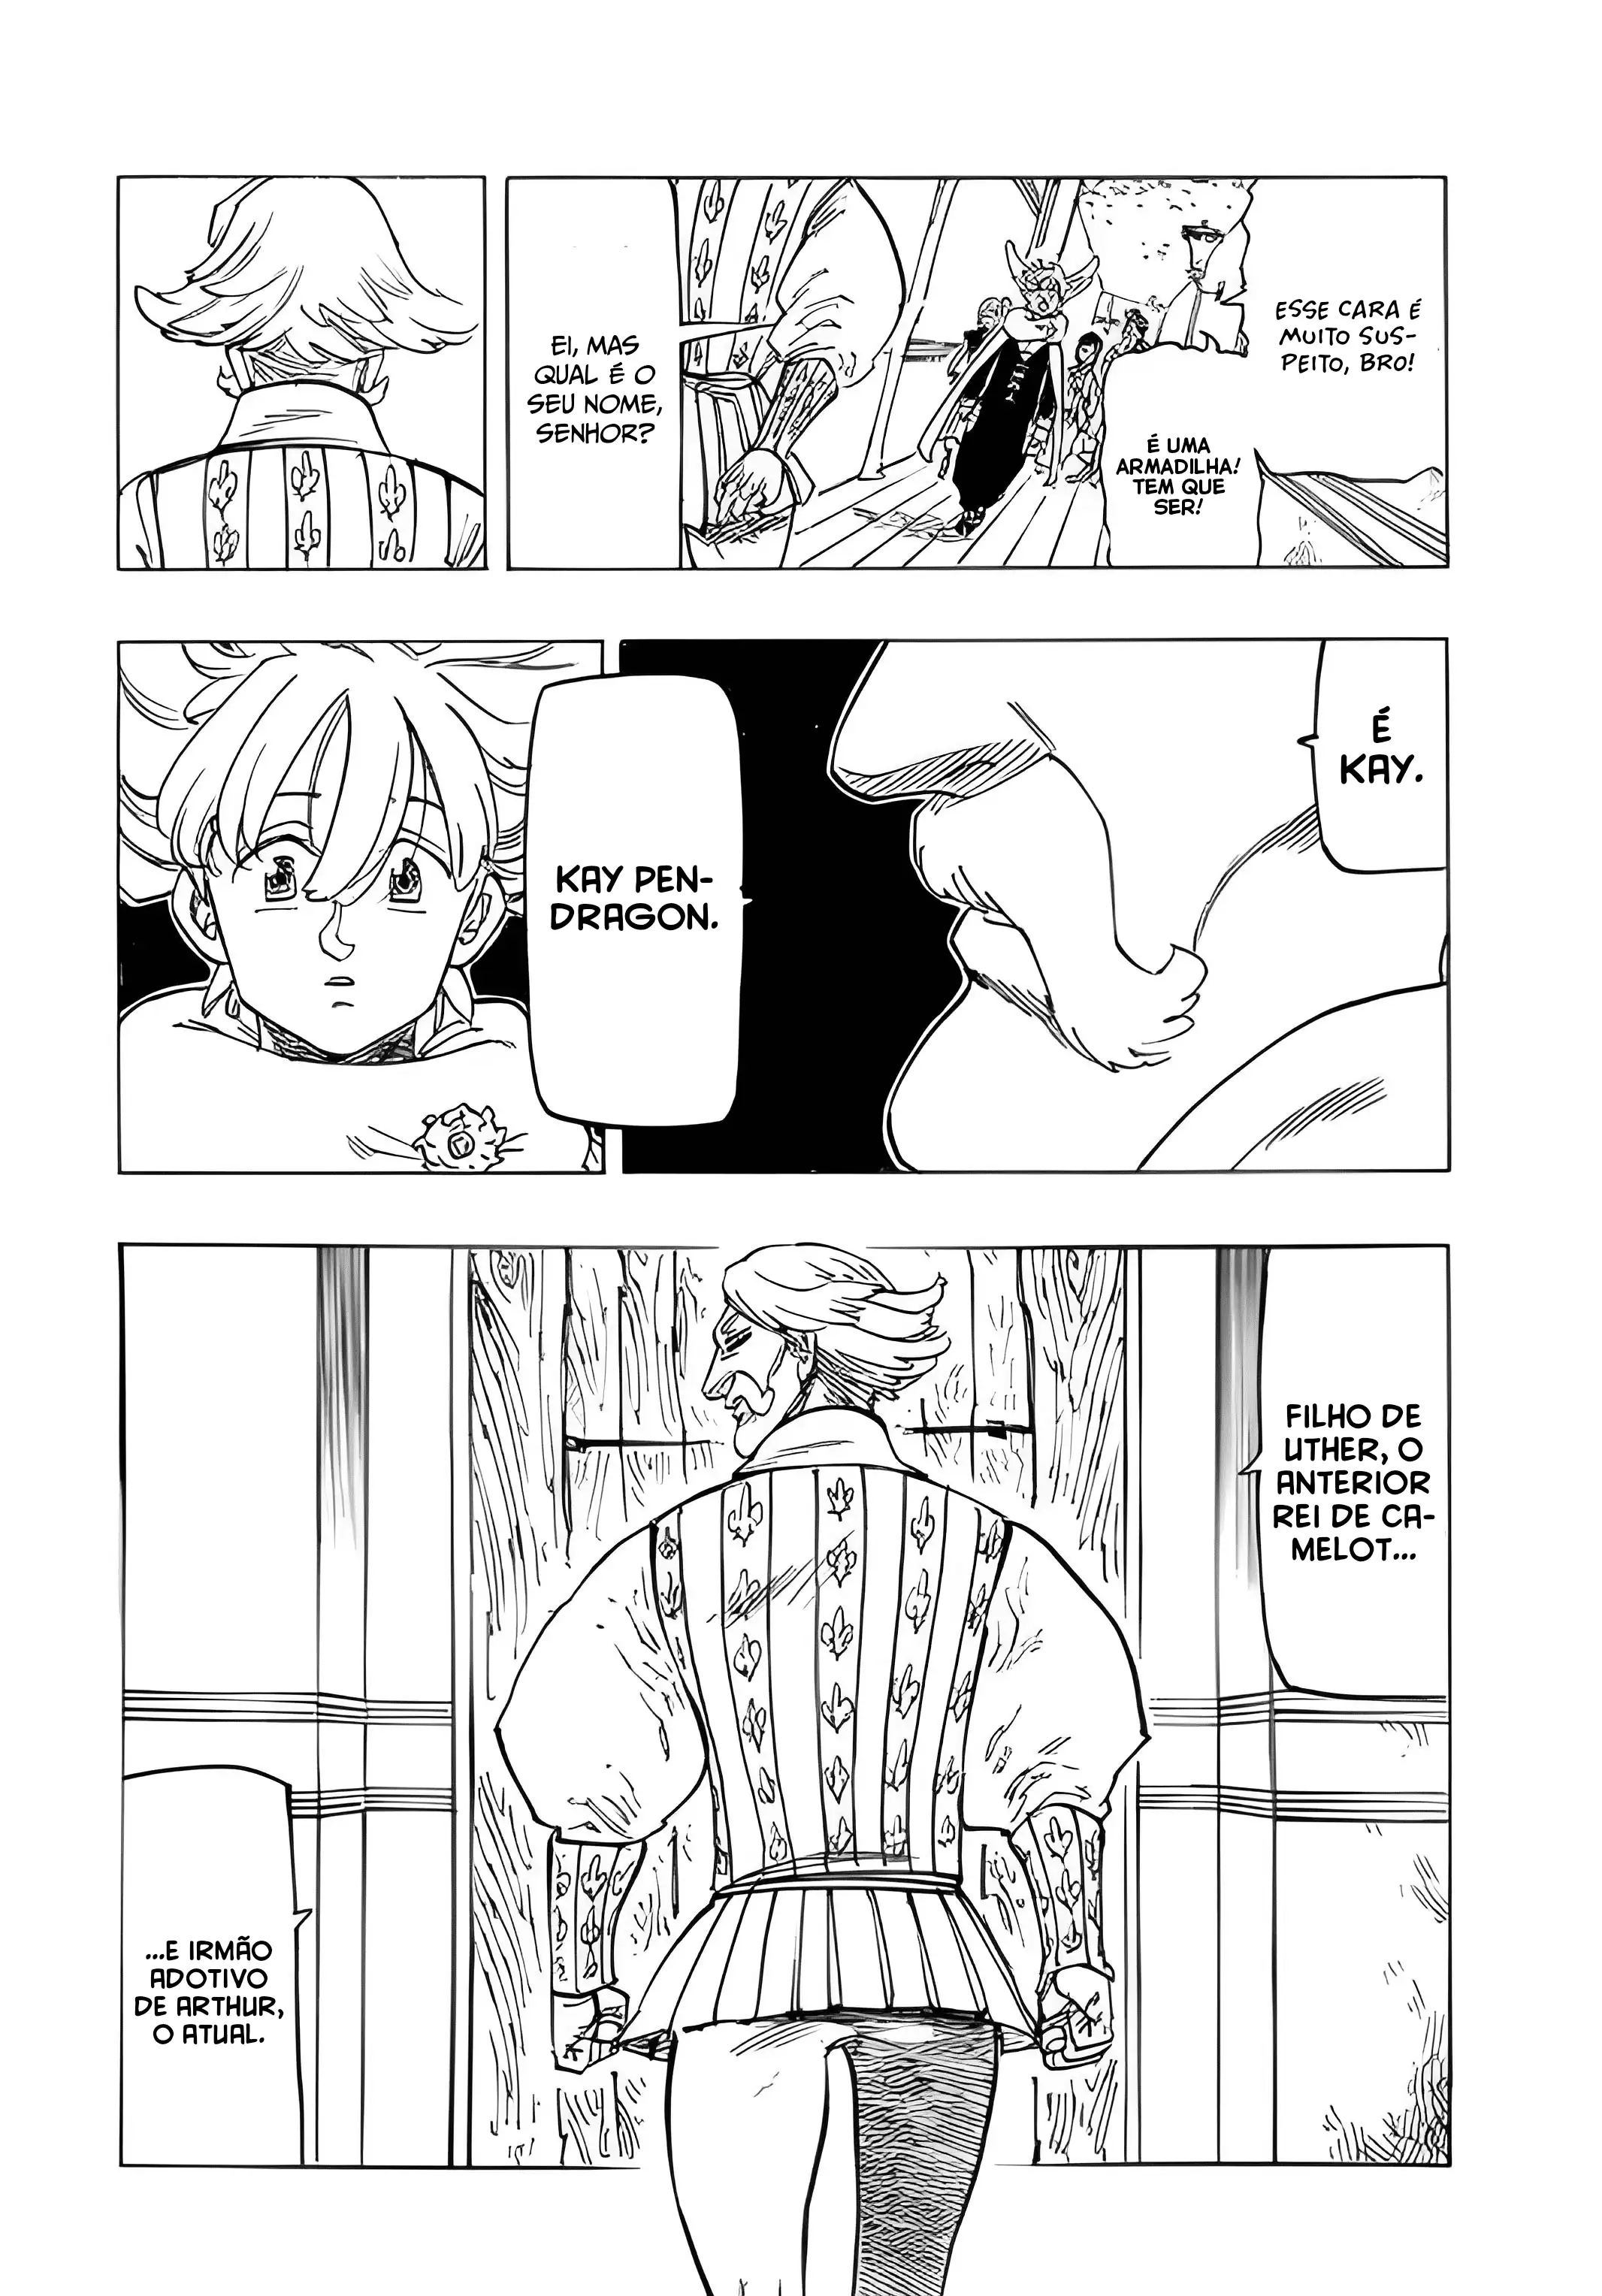 ESSE CARA É
MUITO SUS-
PEITO, BRO!
É UMA
ARMADILHA!
TEM QUE
SER!
EI, MAS
QUAL É O
SEU NOME,
SENHOR?
É
KAY.
KAY PEN-
DRAGON.
FILHO DE
UTHER, O
ANTERIOR
REI DE CA-
MELOT...
...E IRMÃO
ADOTIVO
DE ARTHUR,
O ATUAL.